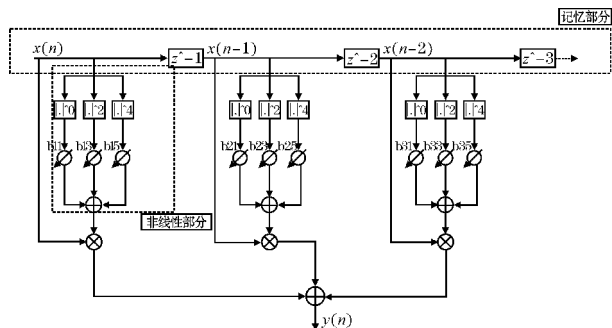 记忆部分
x(n) z^-1 x(n-1) z^-2 x(n-2) z^-3
|.|^0 |.|^2 |.|^4 |.|^0 |.|^2 |.|^4 |.|^0 |.|^2 |.|^4
b11 b13 b15 b21 b23 b25 b31 b33 b35
非线性部分
y(n)